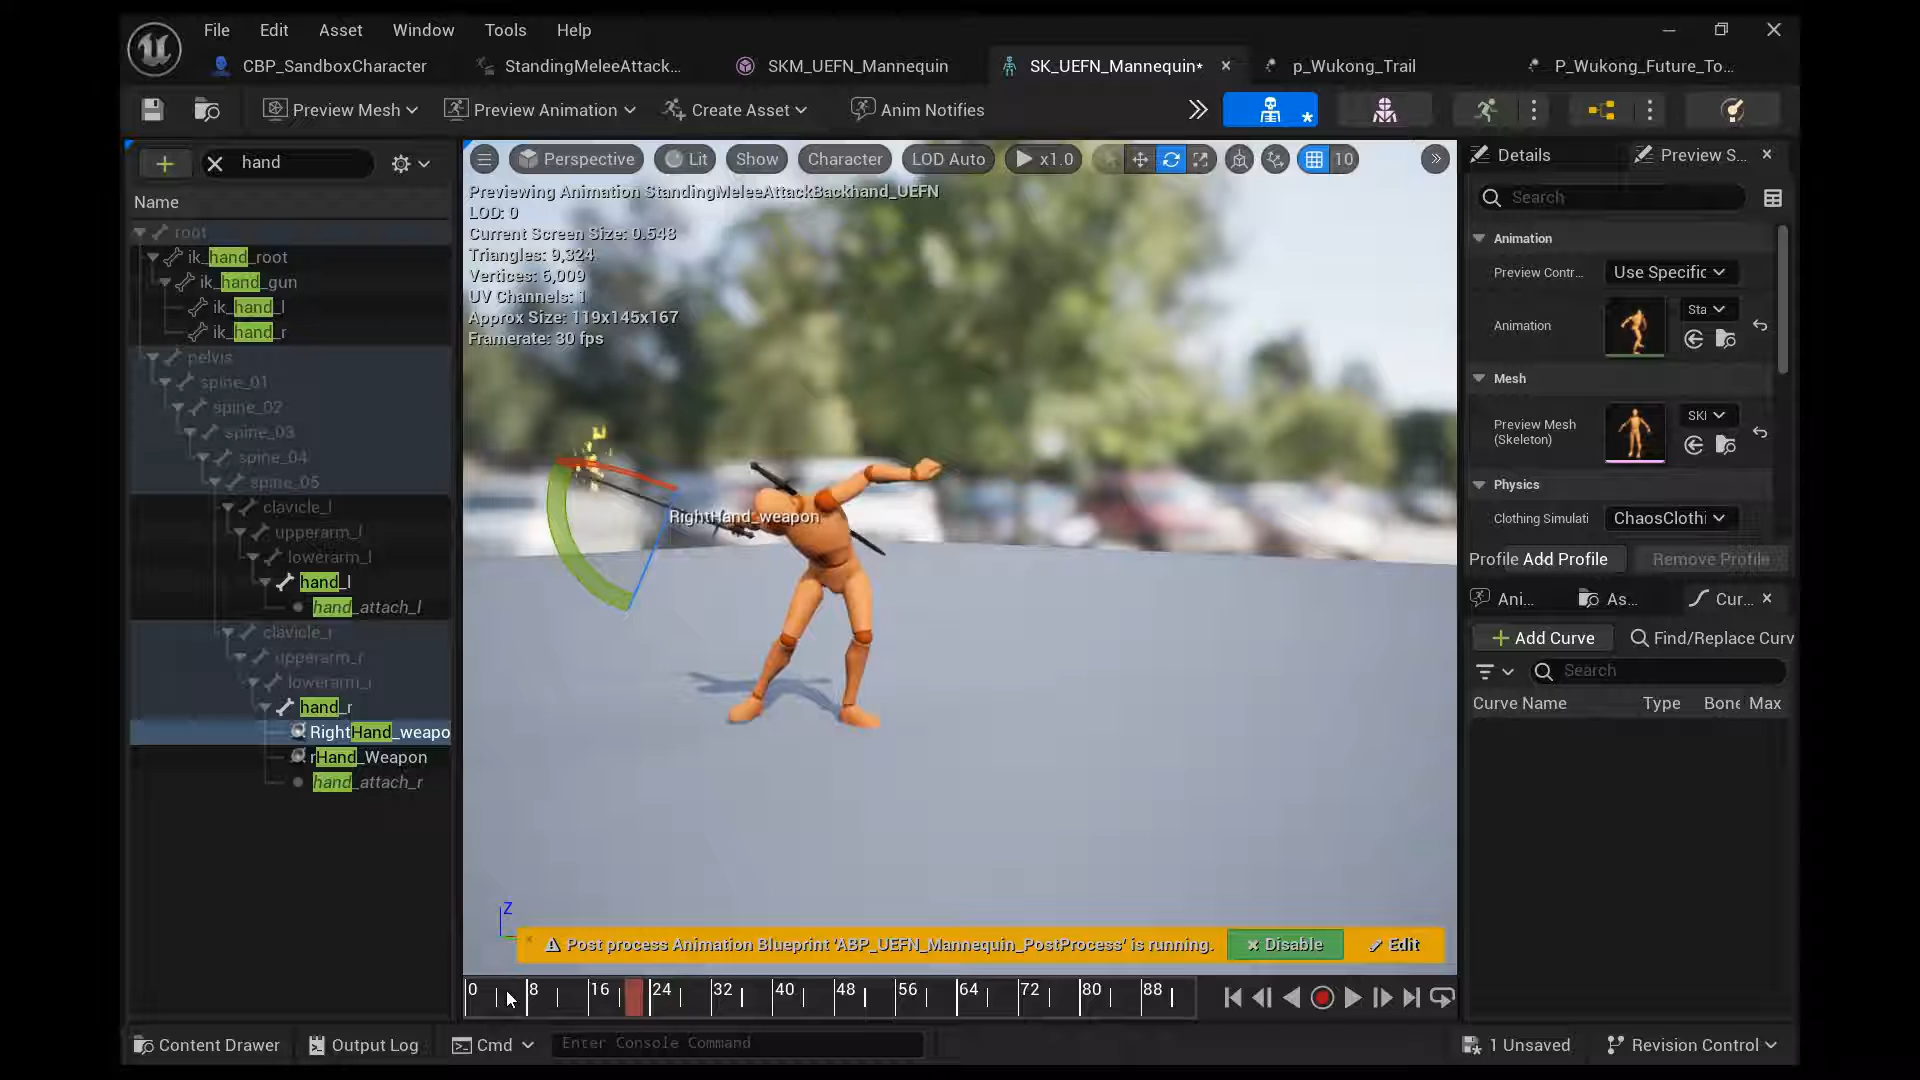 File Edit Asset Window Tools Help
CBP_SandboxCharacter StandingMeleeAttack... SKM_UEFN_Mannequin SK_UEFN_Mannequin* p_Wukong_Trail P_Wukong_Future_To...
Preview Mesh Preview Animation Create Asset Anim Notifies
hand
Name
root
ik_hand_root
ik_hand_gun
ik_hand_l
ik_hand_r
pelvis
spine_01
spine_02
spine_03
spine_04
spine_05
clavicle_l
upperarm_l
lowerarm_l
hand_l
hand_attach_l
clavicle_r
upperarm_r
lowerarm_r
hand_r
RightHand_weapo
rHand_Weapon
hand_attach_r
Perspective Lit Show Character LOD Auto x1.0 10
Previewing Animation StandingMeleeAttackBackhand_UEFN
LOD: 0
Current Screen Size: 0.548
Triangles: 9,324
Vertices: 6,009
UV Channels: 1
Approx Size: 119x145x167
Framerate: 30 fps
RightHand_weapon
Z
Post process Animation Blueprint 'ABP_UEFN_Mannequin_PostProcess' is running. Disable Edit
0 8 16 24 32 40 48 56 64 72 80 88
Details Preview S...
Search
Animation
Preview Contr... Use Specific
Animation Sta
Mesh
Preview Mesh (Skeleton) SKI
Physics
Clothing Simulati ChaosClothi
Profile Add Profile Remove Profile
Ani... As... Cur...
Add Curve Find/Replace Curv
Search
Curve Name Type Bone Max
Content Drawer Output Log Cmd Enter Console Command 1 Unsaved Revision Control